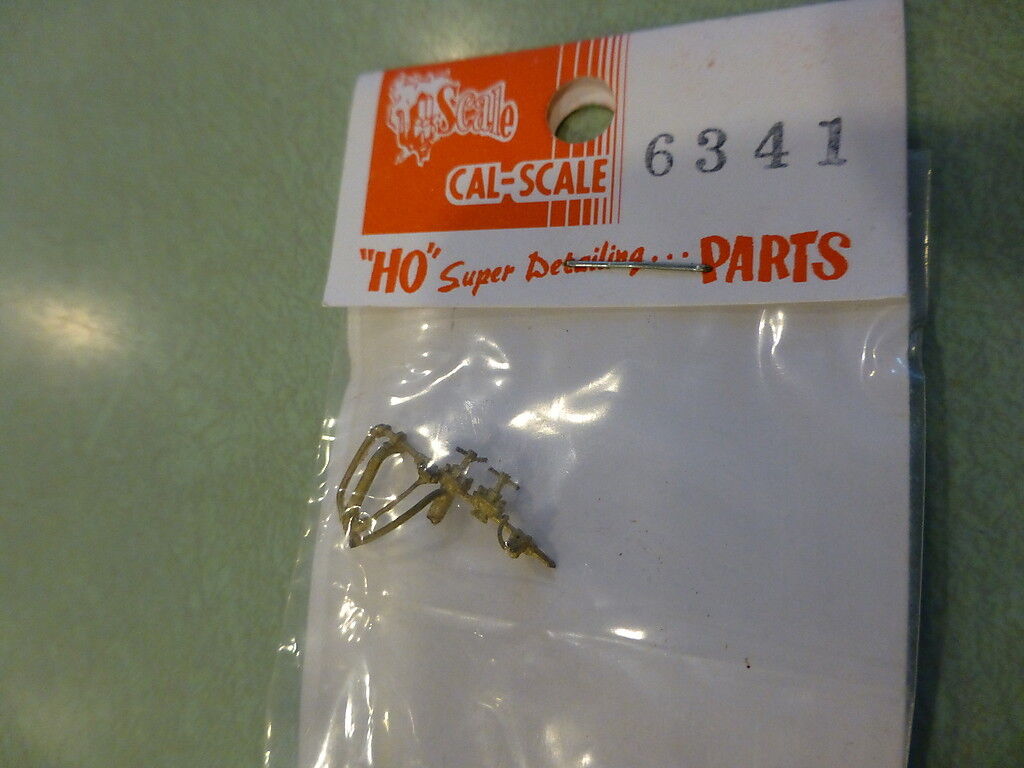 Scale
CAL-SCALE
6341
"HO" Super Detailing... PARTS